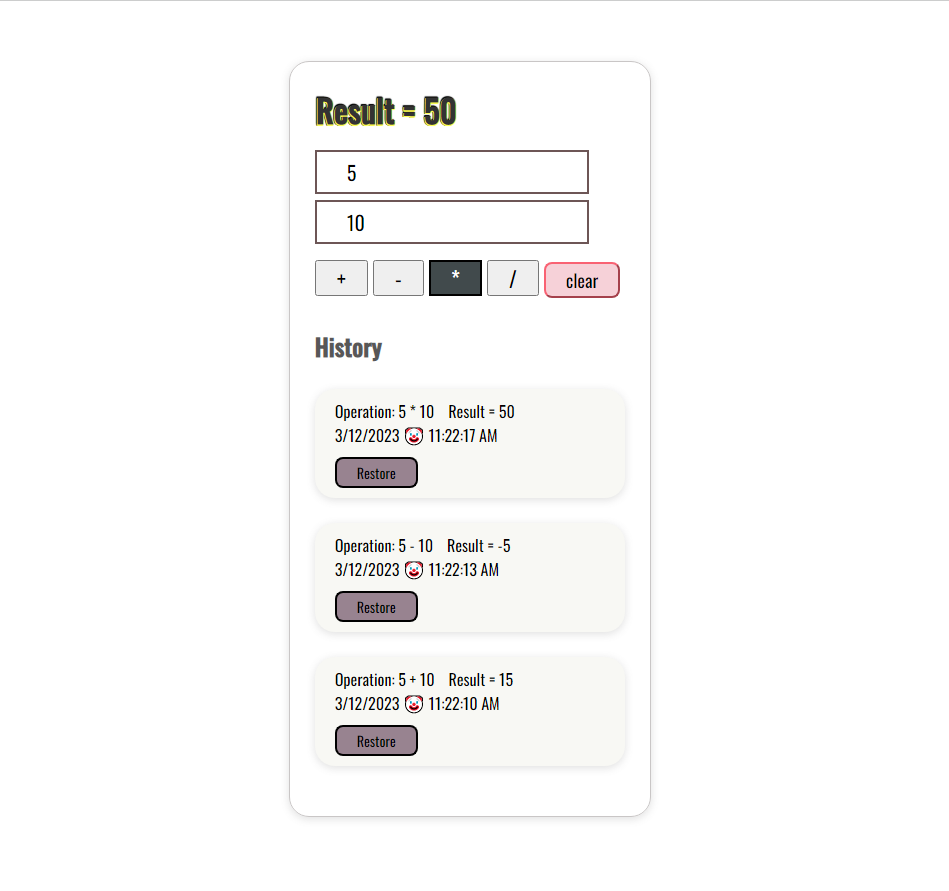 Result = 50
5
10
+ - * / clear
History
Operation: 5 * 10 Result = 50
3/12/2023 🤡 11:22:17 AM
Restore
Operation: 5 - 10 Result = -5
3/12/2023 🤡 11:22:13 AM
Restore
Operation: 5 + 10 Result = 15
3/12/2023 🤡 11:22:10 AM
Restore